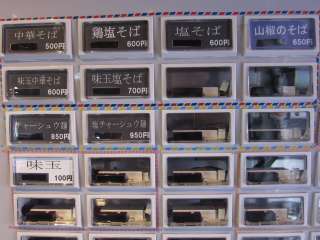 中華そば
500円
鶏塩そば
600円
塩そば
600円
山椒のそば
650円
味玉中華そば
600円
味玉塩そば
700円
チャーシュウ麺
850円
塩チャーシュウ麺
950円
味玉
100円